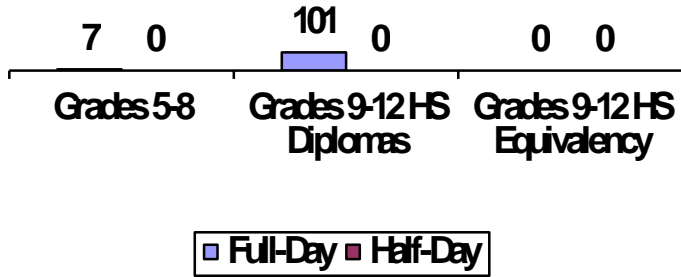 7 0 101 0 0 0
Grades 5-8 Grades 9-12 HS Grades 9-12 HS
Diplomas Equivalency
Full-Day Half-Day